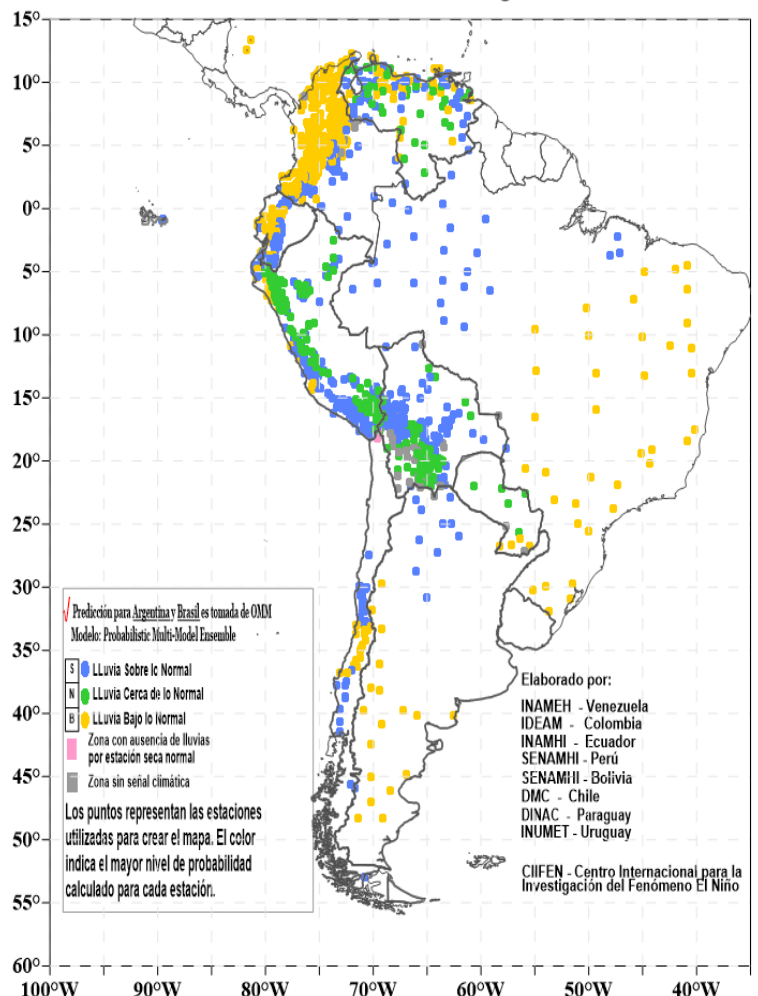 15°
10°
5°
0°
5°
10°
15°
20°
25°
30°
35°
40°
45°
50°
55°
60°
100°W
90°W
80°W
70°W
60°W
50°W
40°W
√ Predicción para Argentina y Brasil es tomada de OMM
Modelo: Probabilistic Multi-Model Ensemble
S LLuvia Sobre lo Normal
N LLuvia Cerca de lo Normal
B LLuvia Bajo lo Normal
Zona con ausencia de lluvias
por estación seca normal
Zona sin señal climática
Los puntos representan las estaciones
utilizadas para crear el mapa. El color
indica el mayor nivel de probabilidad
calculado para cada estación.
Elaborado por:
INAMEH - Venezuela
IDEAM - Colombia
INAMHI - Ecuador
SENAMHI - Perú
SENAMHI - Bolivia
DMC - Chile
DINAC - Paraguay
INUMET - Uruguay
CIIFEN - Centro Internacional para la
Investigación del Fenómeno El Niño